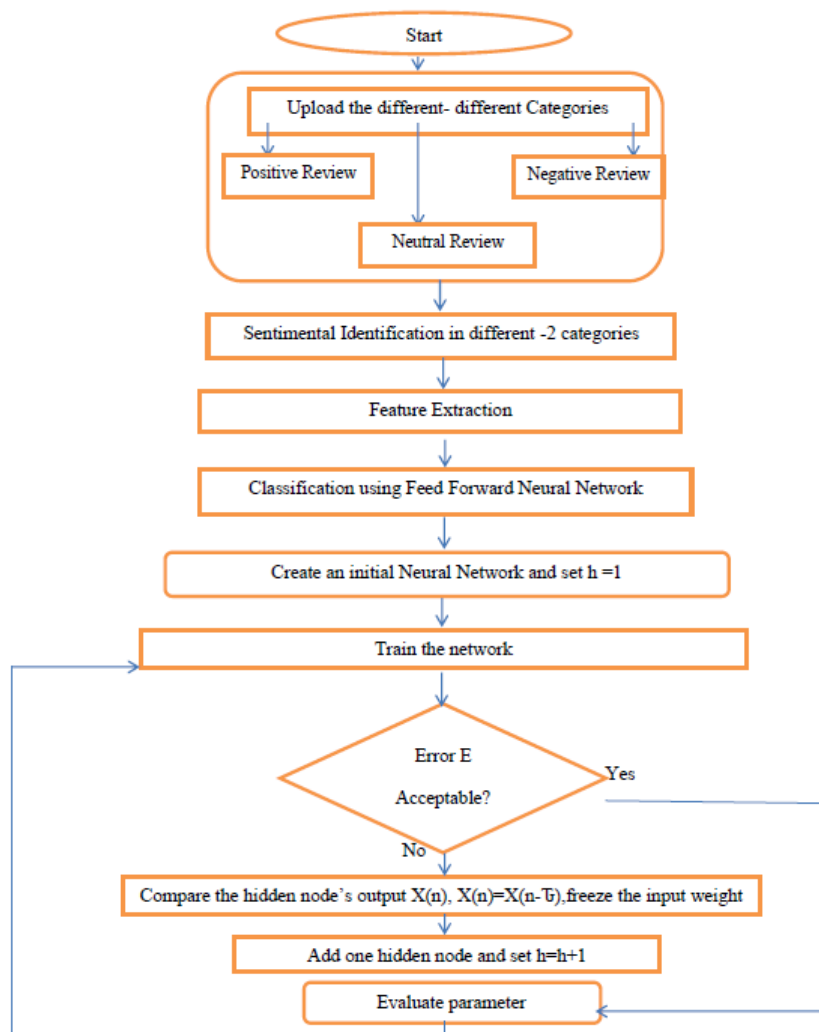 Start
Upload the different- different Categories
Positive Review
Negative Review
Neutral Review
Sentimental Identification in different -2 categories
Feature Extraction
Classification using Feed Forward Neural Network
Create an initial Neural Network and set h =1
Train the network
Error E
Acceptable?
Yes
No
Compare the hidden node’s output X(n), X(n)=X(n-Ҭ),freeze the input weight
Add one hidden node and set h=h+1
Evaluate parameter